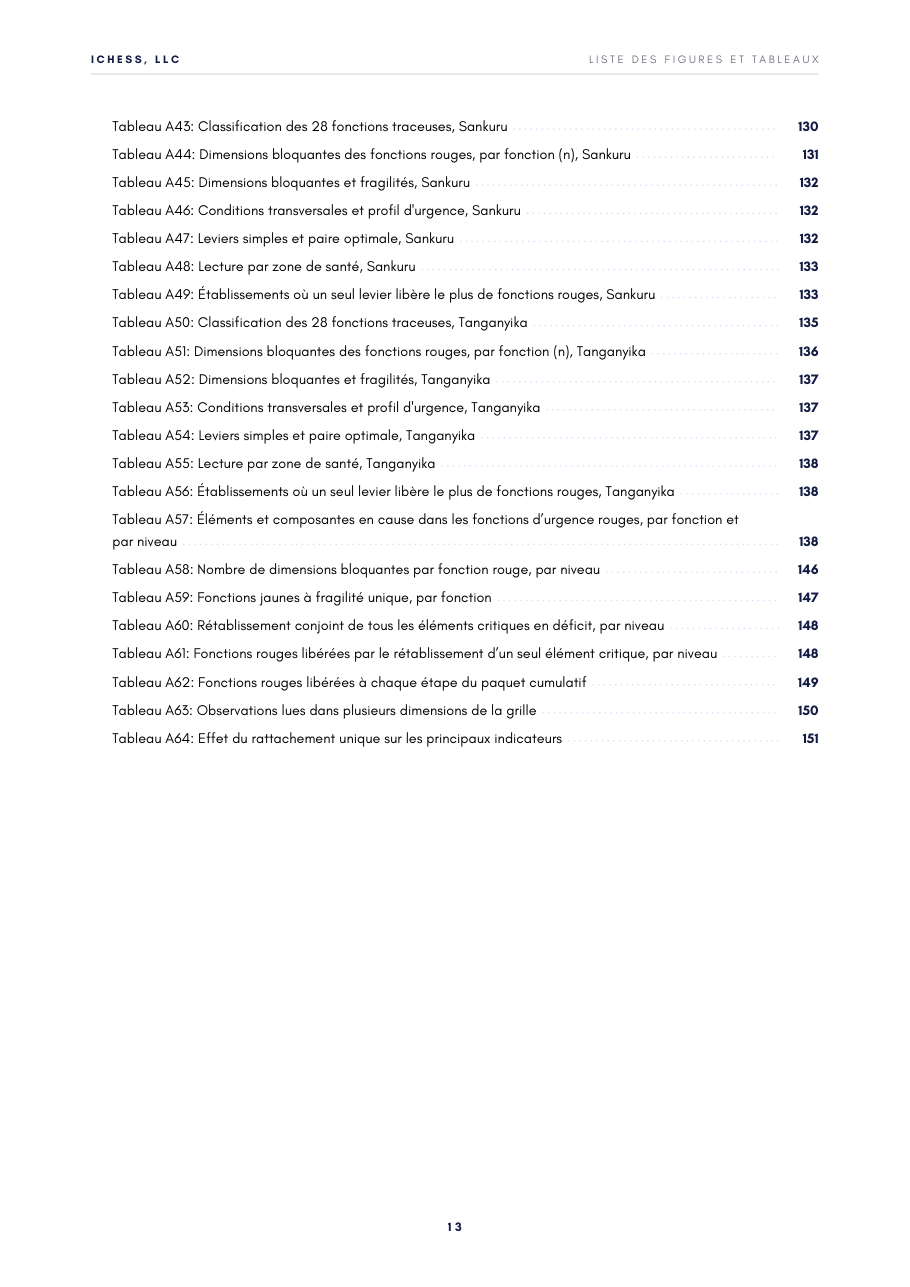 ICHESS, LLC
LISTE DES FIGURES ET TABLEAUX
Tableau A43: Classification des 28 fonctions traceuses, Sankuru 130
Tableau A44: Dimensions bloquantes des fonctions rouges, par fonction (n), Sankuru 131
Tableau A45: Dimensions bloquantes et fragilités, Sankuru 132
Tableau A46: Conditions transversales et profil d'urgence, Sankuru 132
Tableau A47: Leviers simples et paire optimale, Sankuru 132
Tableau A48: Lecture par zone de santé, Sankuru 133
Tableau A49: Établissements où un seul levier libère le plus de fonctions rouges, Sankuru 133
Tableau A50: Classification des 28 fonctions traceuses, Tanganyika 135
Tableau A51: Dimensions bloquantes des fonctions rouges, par fonction (n), Tanganyika 136
Tableau A52: Dimensions bloquantes et fragilités, Tanganyika 137
Tableau A53: Conditions transversales et profil d'urgence, Tanganyika 137
Tableau A54: Leviers simples et paire optimale, Tanganyika 137
Tableau A55: Lecture par zone de santé, Tanganyika 138
Tableau A56: Établissements où un seul levier libère le plus de fonctions rouges, Tanganyika 138
Tableau A57: Éléments et composantes en cause dans les fonctions d’urgence rouges, par fonction et
par niveau 138
Tableau A58: Nombre de dimensions bloquantes par fonction rouge, par niveau 146
Tableau A59: Fonctions jaunes à fragilité unique, par fonction 147
Tableau A60: Rétablissement conjoint de tous les éléments critiques en déficit, par niveau 148
Tableau A61: Fonctions rouges libérées par le rétablissement d’un seul élément critique, par niveau 148
Tableau A62: Fonctions rouges libérées à chaque étape du paquet cumulatif 149
Tableau A63: Observations lues dans plusieurs dimensions de la grille 150
Tableau A64: Effet du rattachement unique sur les principaux indicateurs 151
13